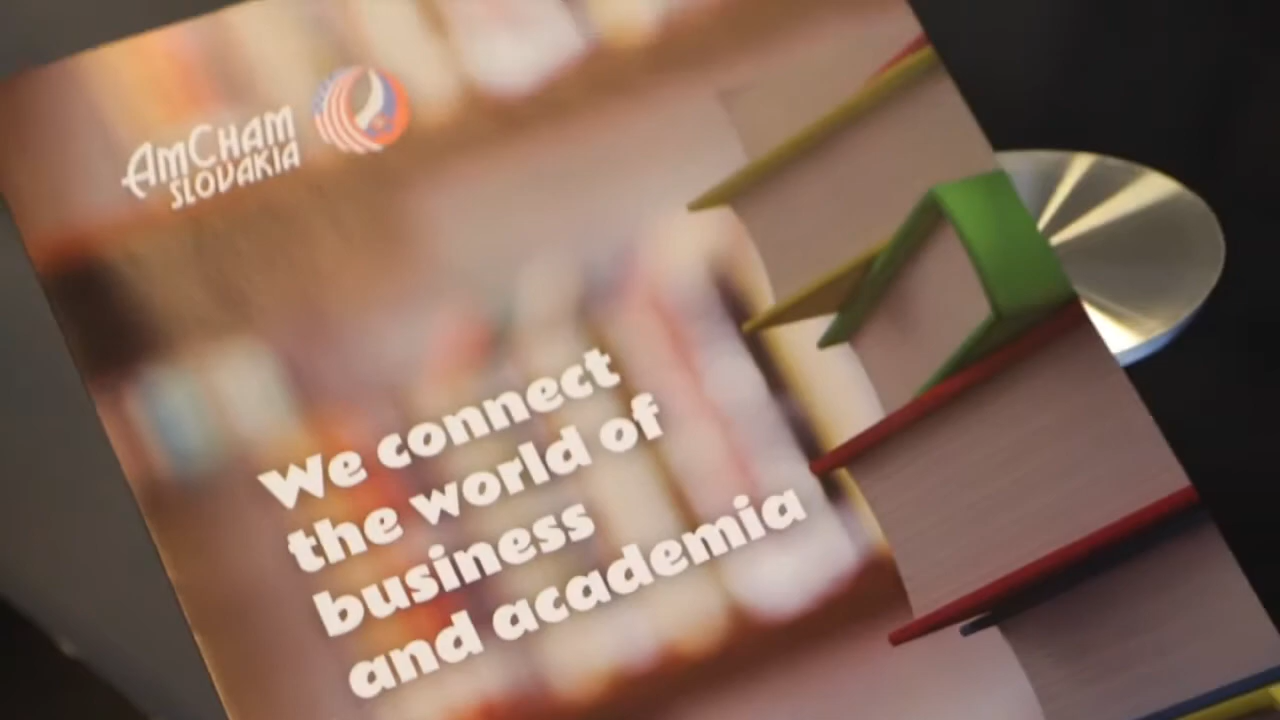 AMCHAM
SLOVAKIA
We connect
the world of
business
and academia